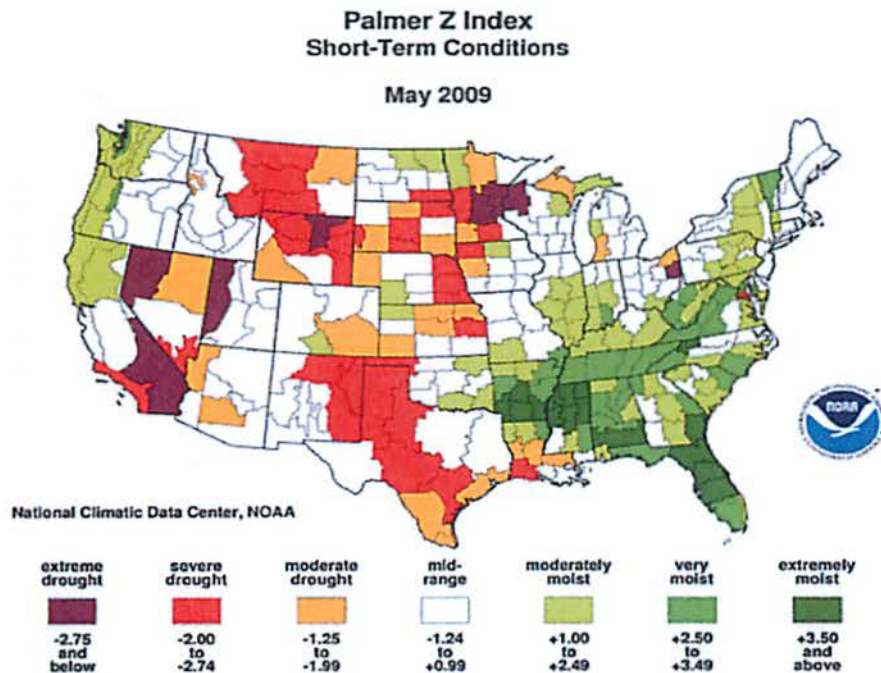 Palmer Z Index
Short-Term Conditions
May 2009
NOAA
National Climatic Data Center, NOAA
extreme drought
severe drought
moderate drought
mid-range
moderately moist
very moist
extremely moist
-2.75 and below
-2.00 to -2.74
-1.25 to -1.99
-1.24 to +0.99
+1.00 to +2.49
+2.50 to +3.49
+3.50 and above